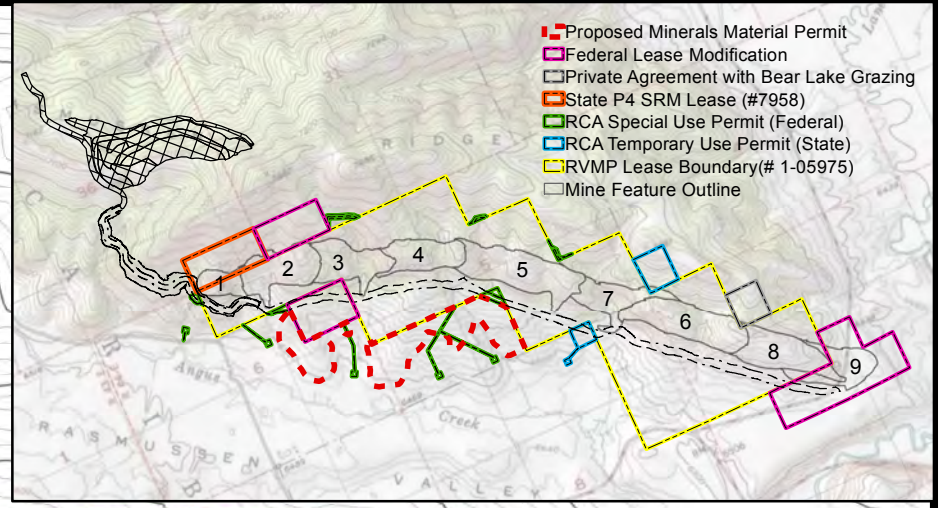 Proposed Minerals Material Permit
Federal Lease Modification
Private Agreement with Bear Lake Grazing
State P4 SRM Lease (#7958)
RCA Special Use Permit (Federal)
RCA Temporary Use Permit (State)
RVMP Lease Boundary(# 1-05975)
Mine Feature Outline
RIDGE
1
2
3
4
5
7
6
8
9
Angus
6
Creek
RASMUSSEN
VALLEY
8